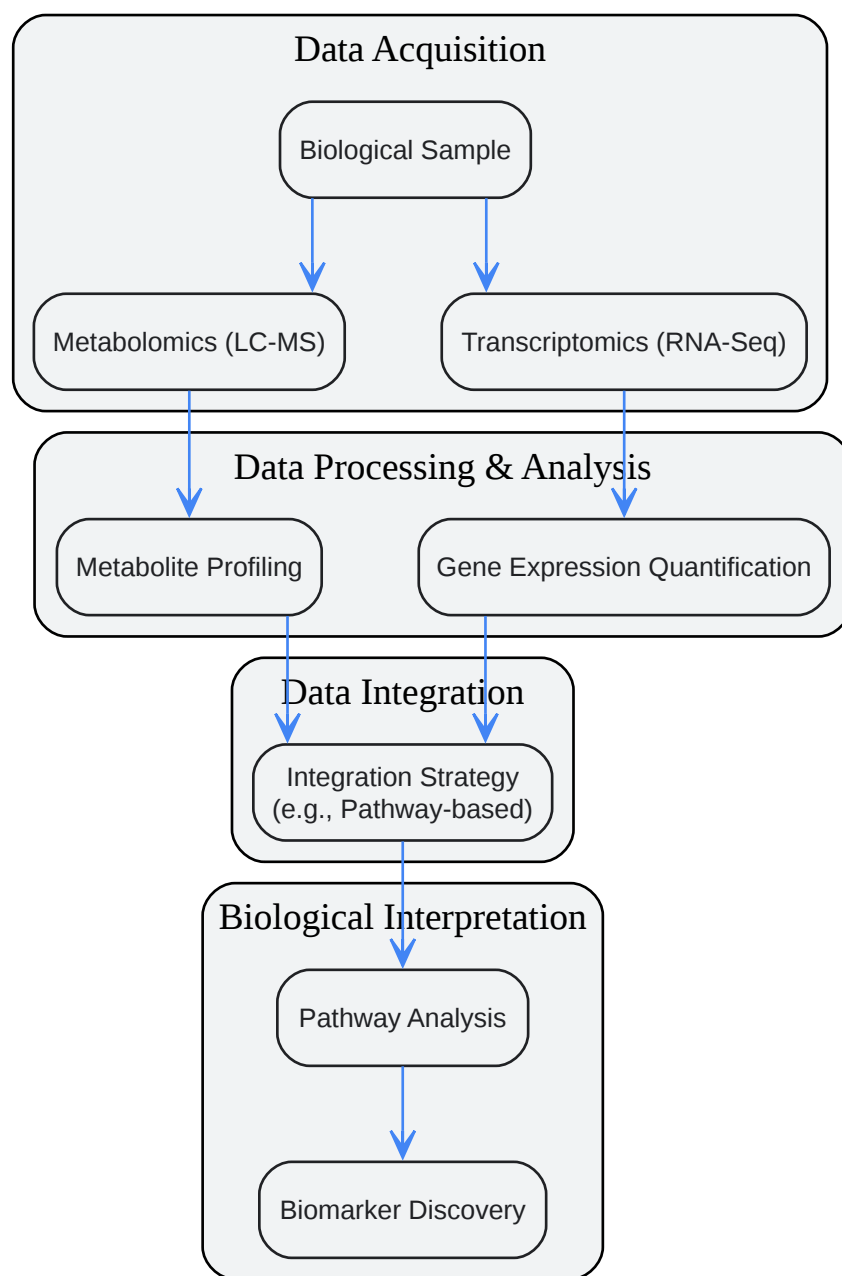 Data Acquisition
Biological Sample
Metabolomics (LC-MS)
Transcriptomics (RNA-Seq)
Data Processing & Analysis
Metabolite Profiling
Gene Expression Quantification
Data Integration
Integration Strategy
(e.g., Pathway-based)
Biological Interpretation
Pathway Analysis
Biomarker Discovery